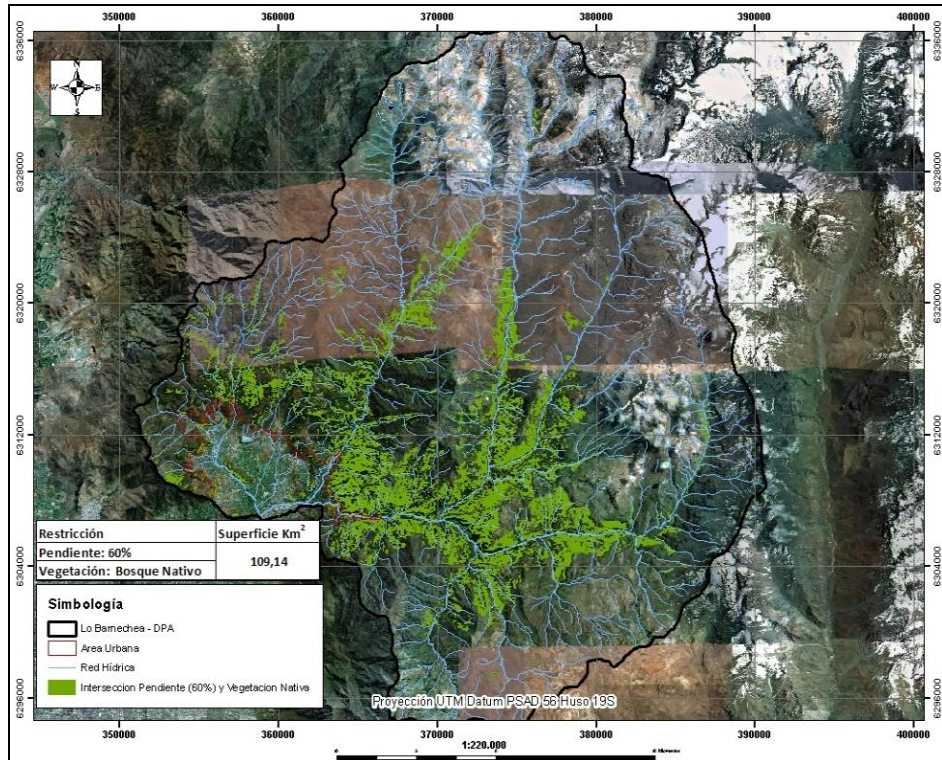 350000 360000 370000 380000 390000 400000
6336000 6336000
N
W E
S
6328000 6328000
6320000 6320000
6312000 6312000
Restricción Superficie Km²
Pendiente: 60% 109,14
Vegetación: Bosque Nativo
6304000 6304000
Simbología
Lo Barnechea - DPA
Area Urbana
Red Hídrica
Interseccion Pendiente (60%) y Vegetacion Nativa
6296000 6296000
Proyección UTM Datum PSAD 56 Huso 19S
350000 360000 370000 380000 390000 400000
1:220.000